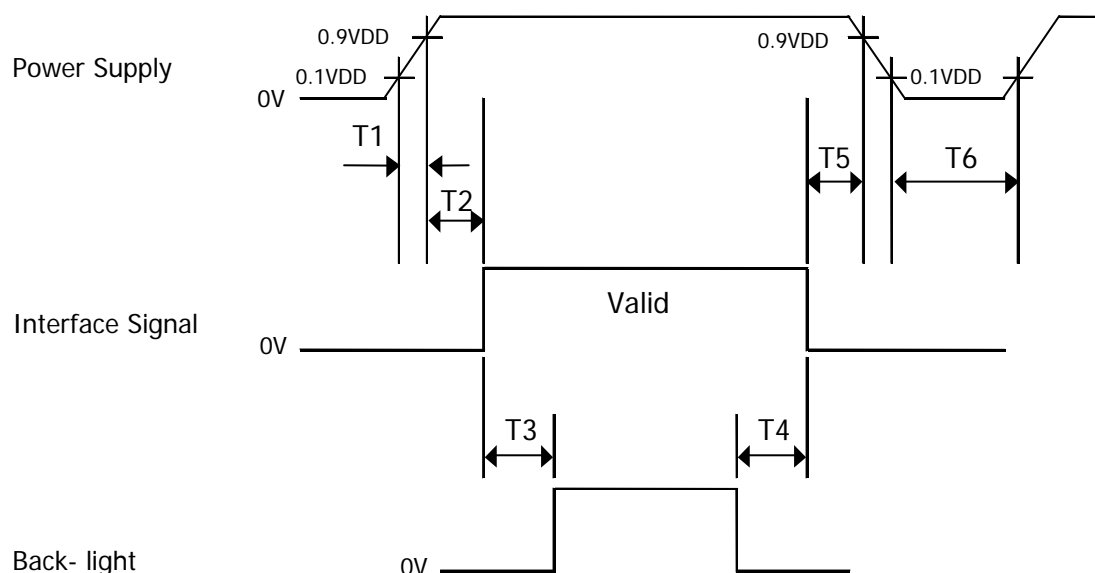 0.9VDD
0.9VDD
Power Supply
0.1VDD
0.1VDD
0V
T1
T5
T6
T2
Valid
Interface Signal
0V
T3
T4
Back- light
0V